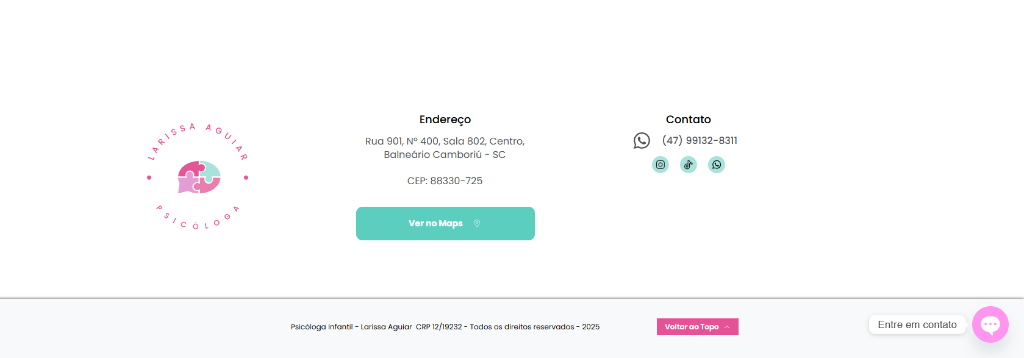 LARISSA AGUIAR
PSICÓLOGA
Endereço
Rua 901, Nº 400, Sala 802, Centro,
Balneário Camboriú - SC
CEP: 88330-725
Ver no Maps
Contato
(47) 99132-8311
Psicóloga Infantil - Larissa Aguiar CRP 12/19232 - Todos os direitos reservados - 2025
Voltar ao Topo
Entre em contato